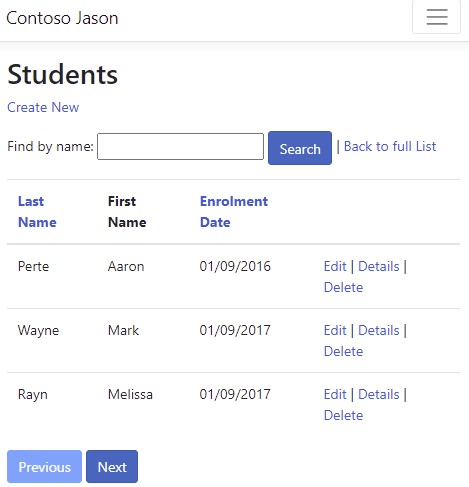 Contoso Jason
Students
Create New
Find by name: Search | Back to full List
Last Name First Name Enrolment Date
Perte Aaron 01/09/2016 Edit | Details | Delete
Wayne Mark 01/09/2017 Edit | Details | Delete
Rayn Melissa 01/09/2017 Edit | Details | Delete
Previous Next